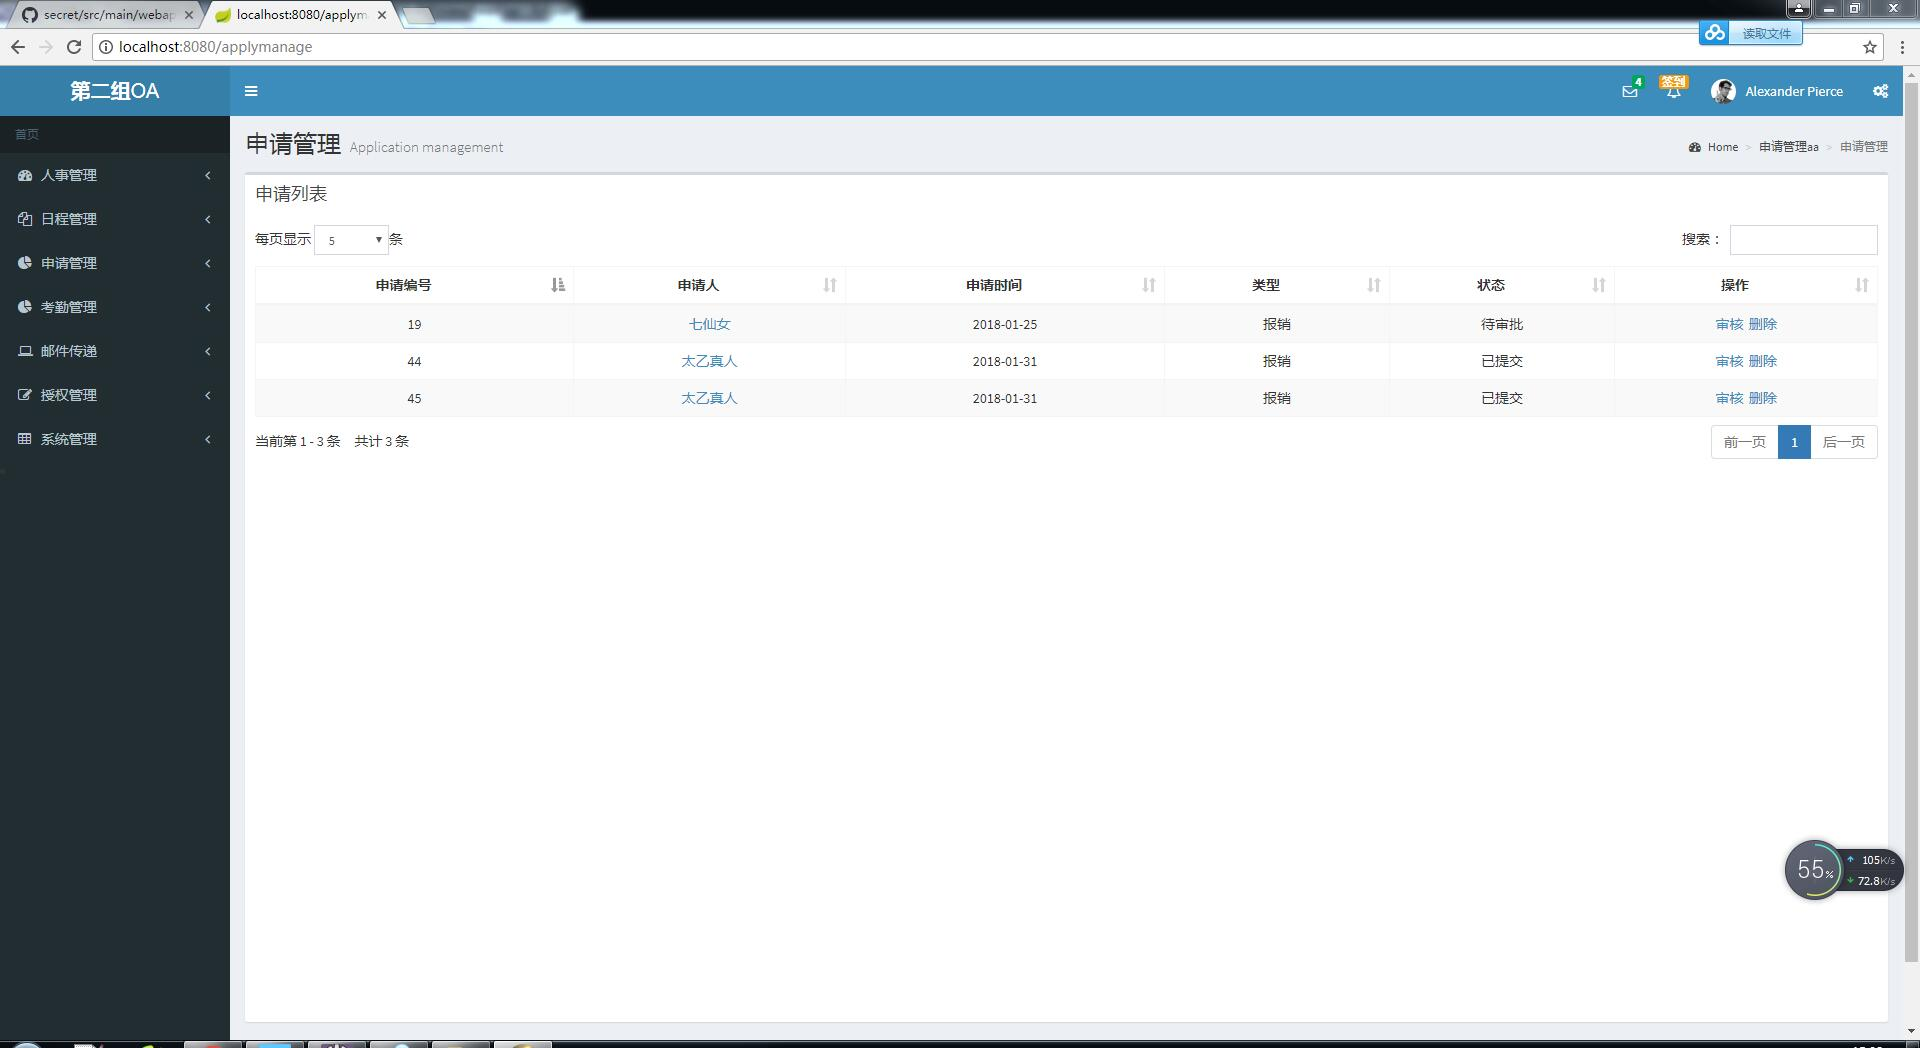 secret/src/main/webap
localhost:8080/applym
localhost:8080/applymanage
读取文件
第二组OA
4
签到
Alexander Pierce
首页
申请管理 Application management
Home > 申请管理aa > 申请管理
人事管理
日程管理
申请管理
考勤管理
邮件传递
授权管理
系统管理
申请列表
每页显示 5 条
搜索：
申请编号 申请人 申请时间 类型 状态 操作
19 七仙女 2018-01-25 报销 待审批 审核 删除
44 太乙真人 2018-01-31 报销 已提交 审核 删除
45 太乙真人 2018-01-31 报销 已提交 审核 删除
当前第 1 - 3 条 共计 3 条
前一页 1 后一页
55%
105K/s
72.8K/s